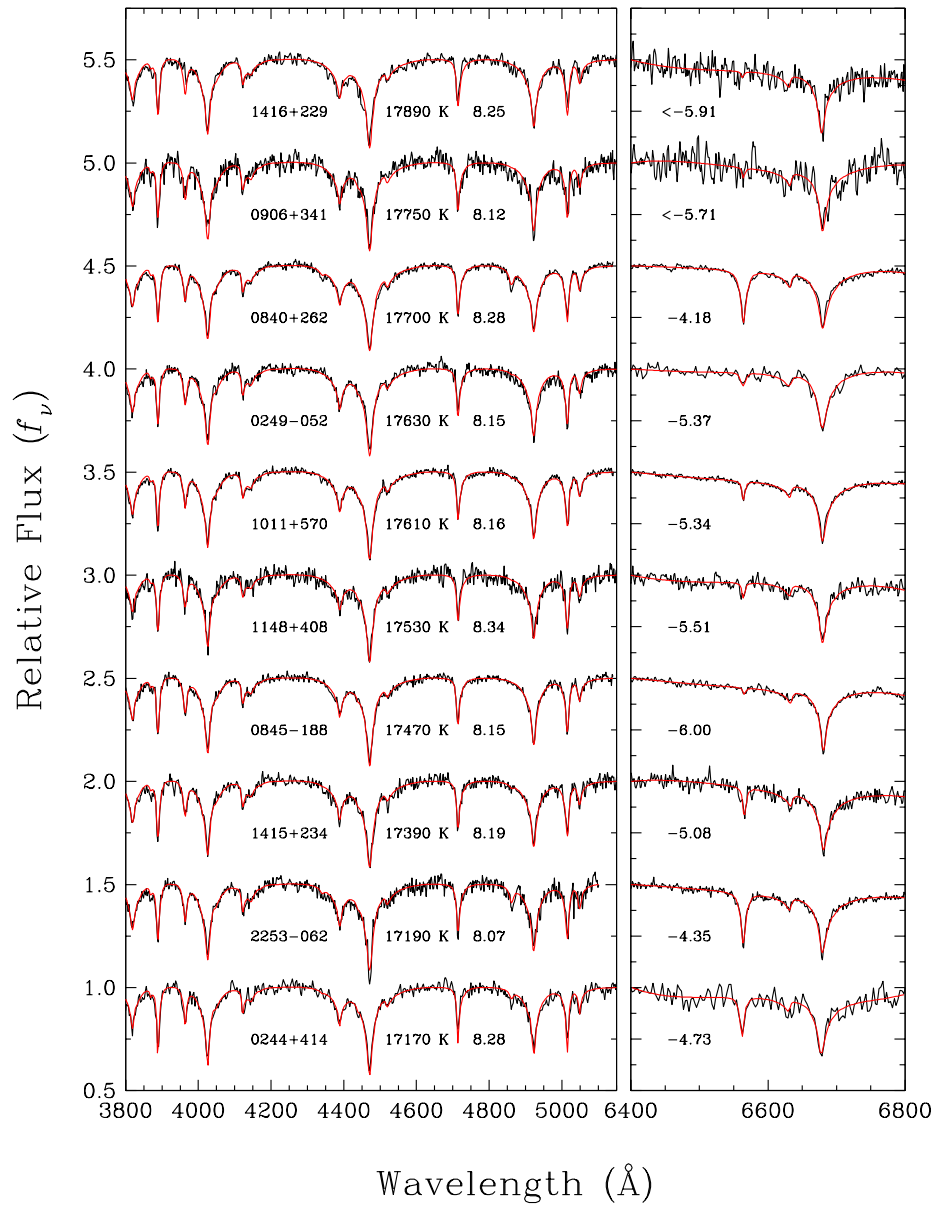 5.5
1416+229 17890 K 8.25 <−5.91
5.0
0906+341 17750 K 8.12 <−5.71
4.5
0840+262 17700 K 8.28 −4.18
4.0
0249−052 17630 K 8.15 −5.37
3.5
1011+570 17610 K 8.16 −5.34
3.0
1148+408 17530 K 8.34 −5.51
2.5
0845−188 17470 K 8.15 −6.00
2.0
1415+234 17390 K 8.19 −5.08
1.5
2253−062 17190 K 8.07 −4.35
1.0
0244+414 17170 K 8.28 −4.73
0.5
3800 4000 4200 4400 4600 4800 5000 6400 6600 6800
Relative Flux (fν)
Wavelength (Å)